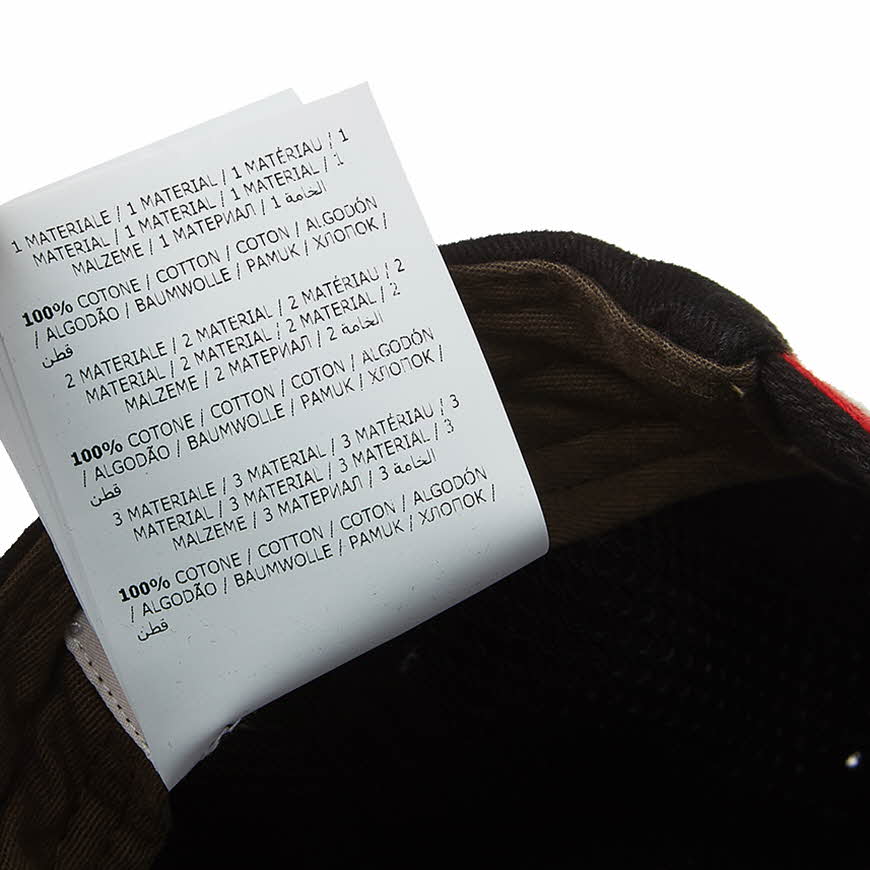 1 MATERIALE / 1 MATERIAL / 1 MATÉRIAU / 1
MATERIAL / 1 MATERIAL / 1 MATERIAL / 1
MALZEME / 1 МАТЕРИАЛ / 1 الخامة
100% COTONE / COTTON / COTON / ALGODÓN
/ ALGODÃO / BAUMWOLLE / PAMUK / ХЛОПОК /
قطن
2 MATERIALE / 2 MATERIAL / 2 MATÉRIAU / 2
MATERIAL / 2 MATERIAL / 2 MATERIAL / 2
MALZEME / 2 МАТЕРИАЛ / 2 الخامة
100% COTONE / COTTON / COTON / ALGODÓN
/ ALGODÃO / BAUMWOLLE / PAMUK / ХЛОПОК /
قطن
3 MATERIALE / 3 MATERIAL / 3 MATÉRIAU / 3
MATERIAL / 3 MATERIAL / 3 MATERIAL / 3
MALZEME / 3 МАТЕРИАЛ / 3 الخامة
100% COTONE / COTTON / COTON / ALGODÓN
/ ALGODÃO / BAUMWOLLE / PAMUK / ХЛОПОК /
قطن